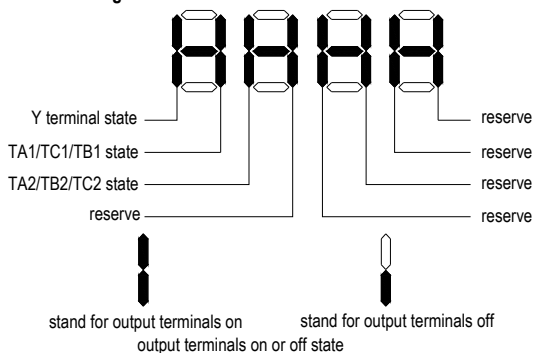 Y terminal state
reserve
TA1/TC1/TB1 state
reserve
TA2/TB2/TC2 state
reserve
reserve
reserve
stand for output terminals on
stand for output terminals off
output terminals on or off state